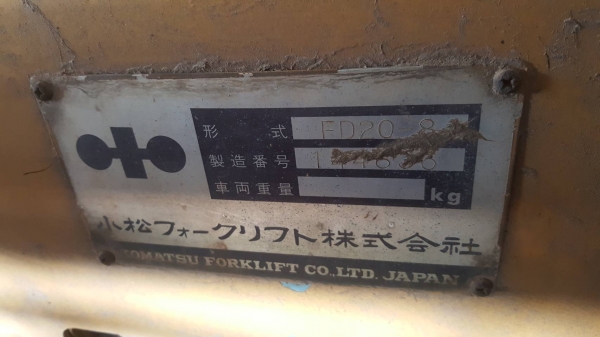 形式 FD20-8
製造番号
車両重量 kg
小松フォークリフト株式会社
KOMATSU FORKLIFT CO.,LTD. JAPAN